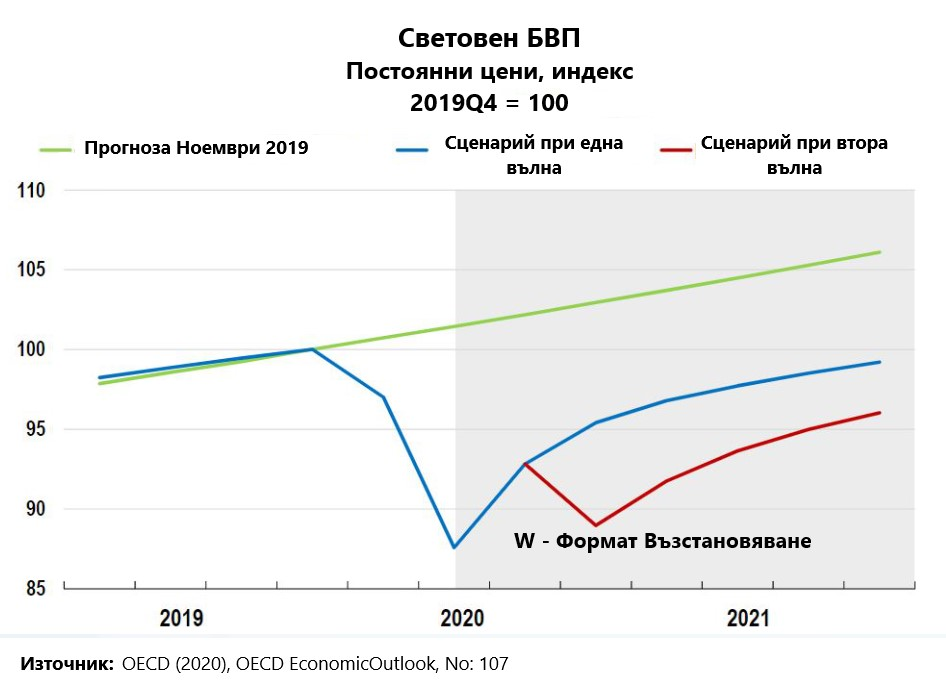 Световен БВП
Постоянни цени, индекс
2019Q4 = 100
Прогноза Ноември 2019
Сценарий при една
вълна
Сценарий при втора
вълна
110
105
100
95
90
W - Формат Възстановяване
85
2019
2020
2021
Източник: OECD (2020), OECD EconomicOutlook, No: 107